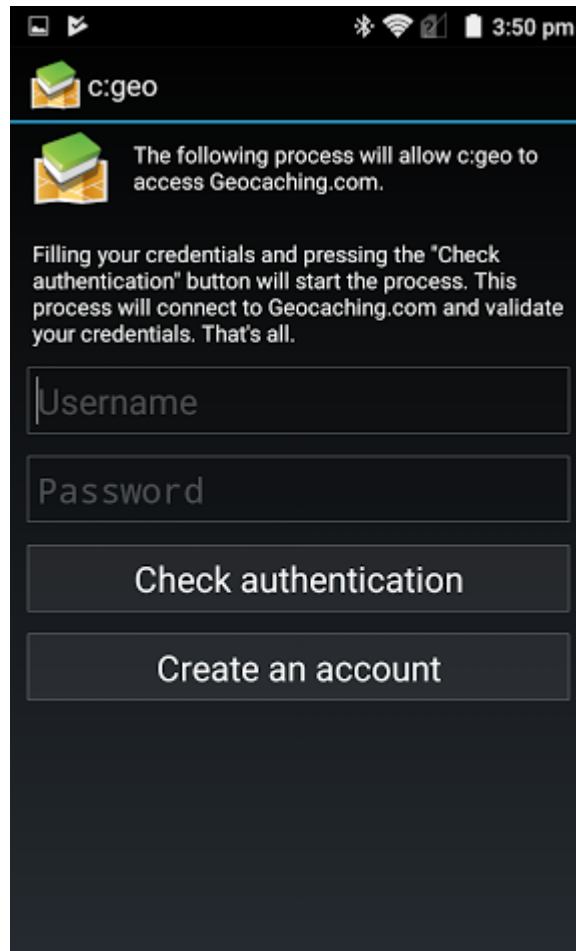 3:50 pm
c:geo
The following process will allow c:geo to
access Geocaching.com.
Filling your credentials and pressing the "Check
authentication" button will start the process. This
process will connect to Geocaching.com and validate
your credentials. That's all.
Username
Password
Check authentication
Create an account